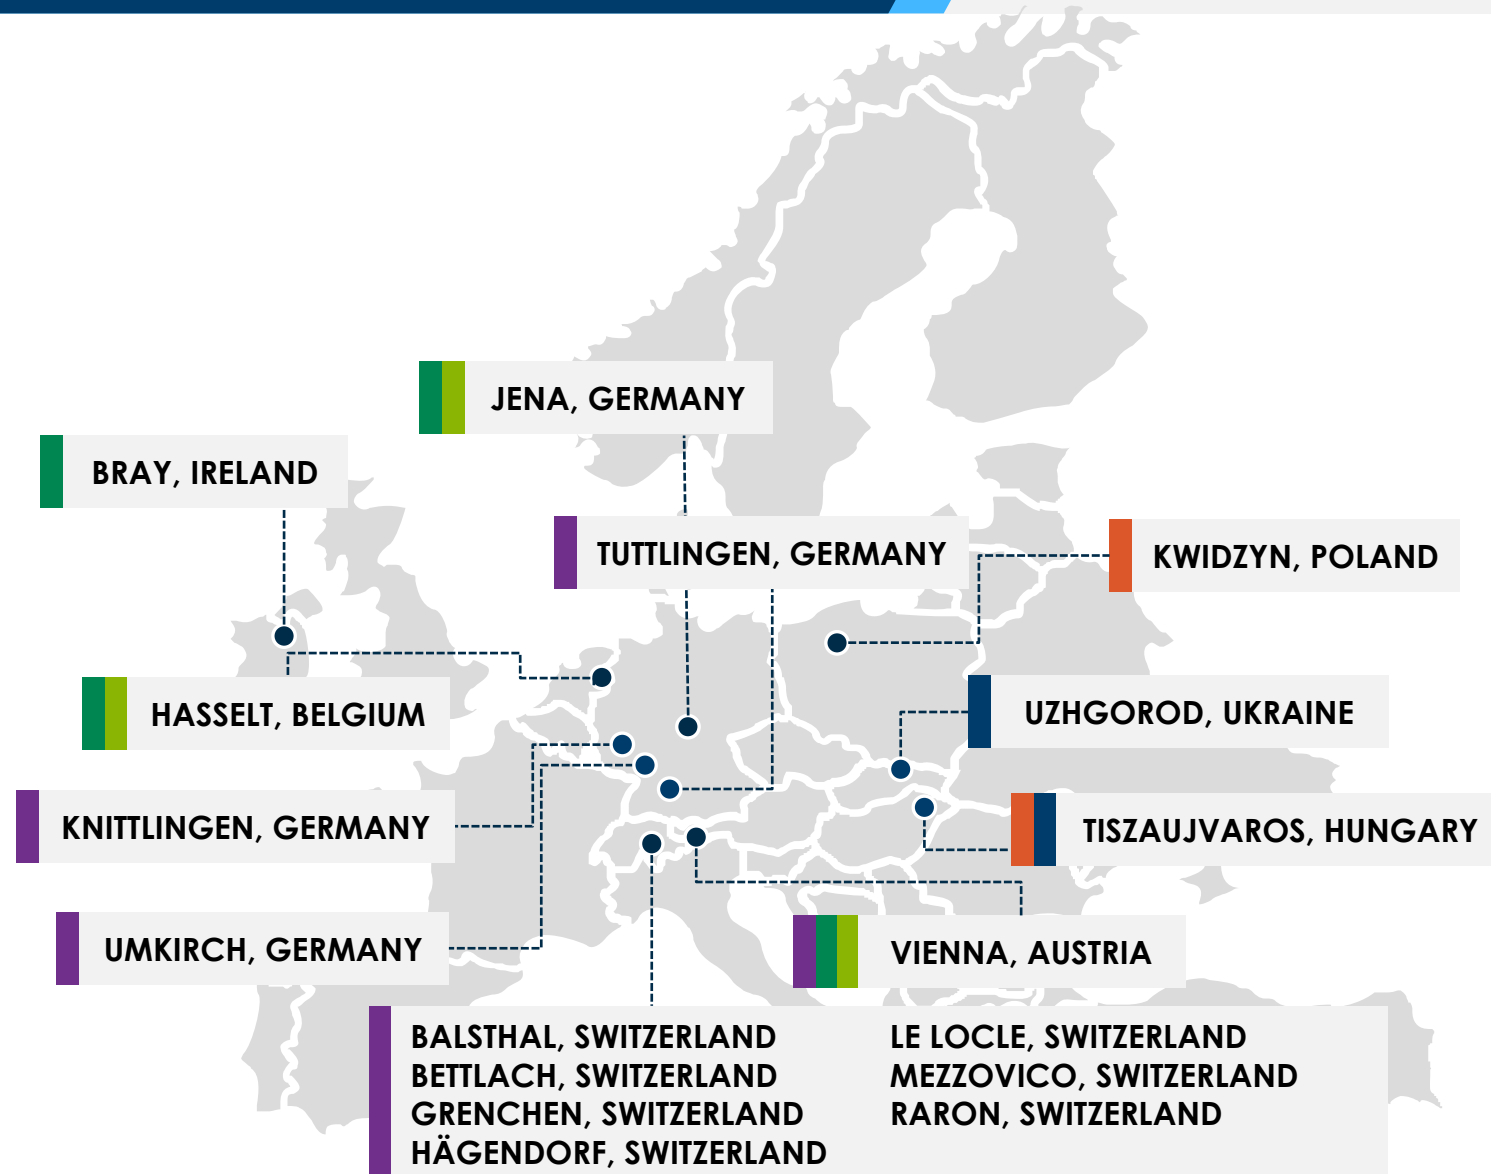 JENA, GERMANY
BRAY, IRELAND
TUTTLINGEN, GERMANY
KWIDZYN, POLAND
HASSELT, BELGIUM
UZHGOROD, UKRAINE
KNITTLINGEN, GERMANY
TISZAUJVAROS, HUNGARY
UMKIRCH, GERMANY
VIENNA, AUSTRIA
BALSTHAL, SWITZERLAND
BETTLACH, SWITZERLAND
GRENCHEN, SWITZERLAND
HÄGENDORF, SWITZERLAND
LE LOCLE, SWITZERLAND
MEZZOVICO, SWITZERLAND
RARON, SWITZERLAND